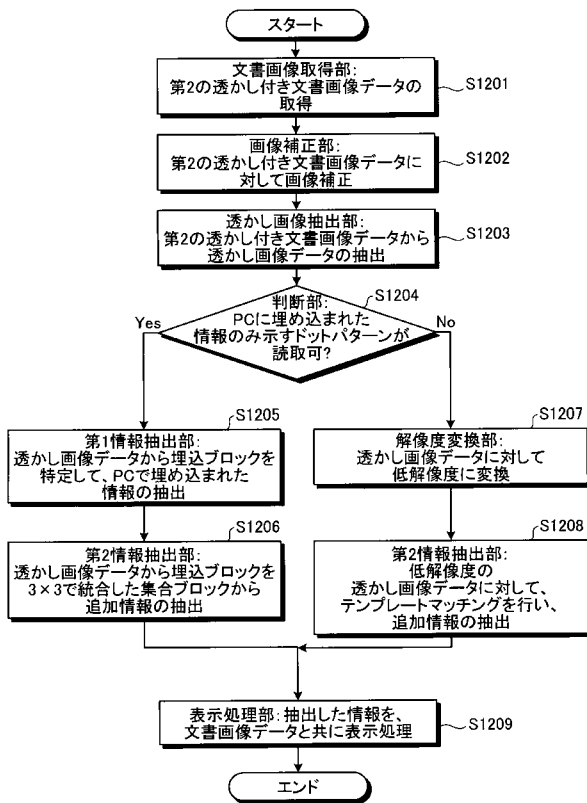 スタート
文書画像取得部:
第2の透かし付き文書画像データの
取得
S1201
画像補正部:
第2の透かし付き文書画像データに
対して画像補正
S1202
透かし画像抽出部:
第2の透かし付き文書画像データから
透かし画像データの抽出
S1203
S1204
判断部:
PCに埋め込まれた
情報のみ示すドットパターンが
読取可?
Yes
No
S1205
第1情報抽出部:
透かし画像データから埋込ブロックを
特定して、PCで埋め込まれた
情報の抽出
S1206
第2情報抽出部:
透かし画像データから埋込ブロックを
3×3で統合した集合ブロックから
追加情報の抽出
S1207
解像度変換部:
透かし画像データに対して
低解像度に変換
S1208
第2情報抽出部:
低解像度の
透かし画像データに対して、
テンプレートマッチングを行い、
追加情報の抽出
表示処理部:抽出した情報を、
文書画像データと共に表示処理
S1209
エンド